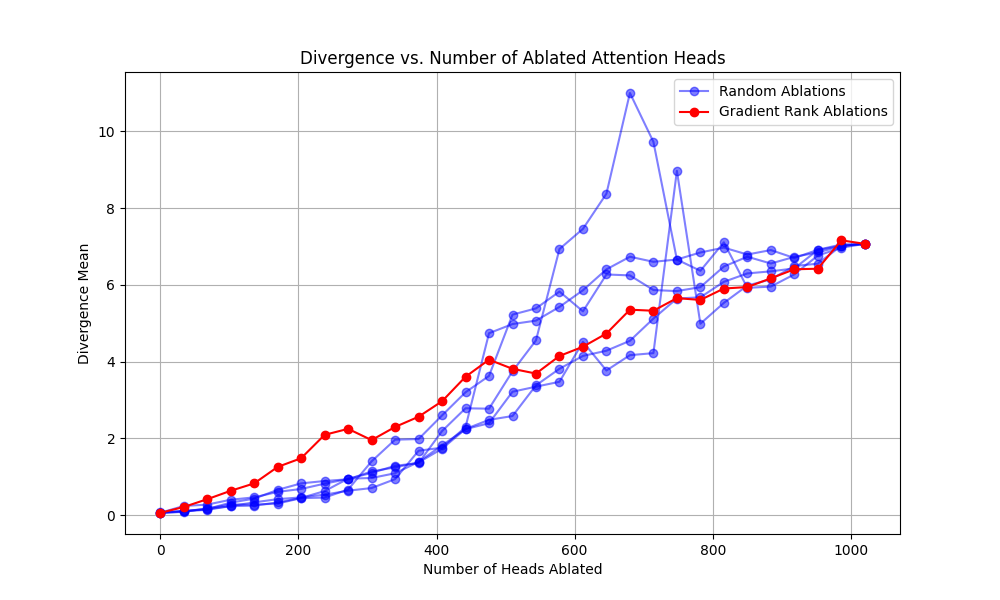 Divergence vs. Number of Ablated Attention Heads
Random Ablations
Gradient Rank Ablations
Divergence Mean
10
8
6
4
2
0
0 200 400 600 800 1000
Number of Heads Ablated